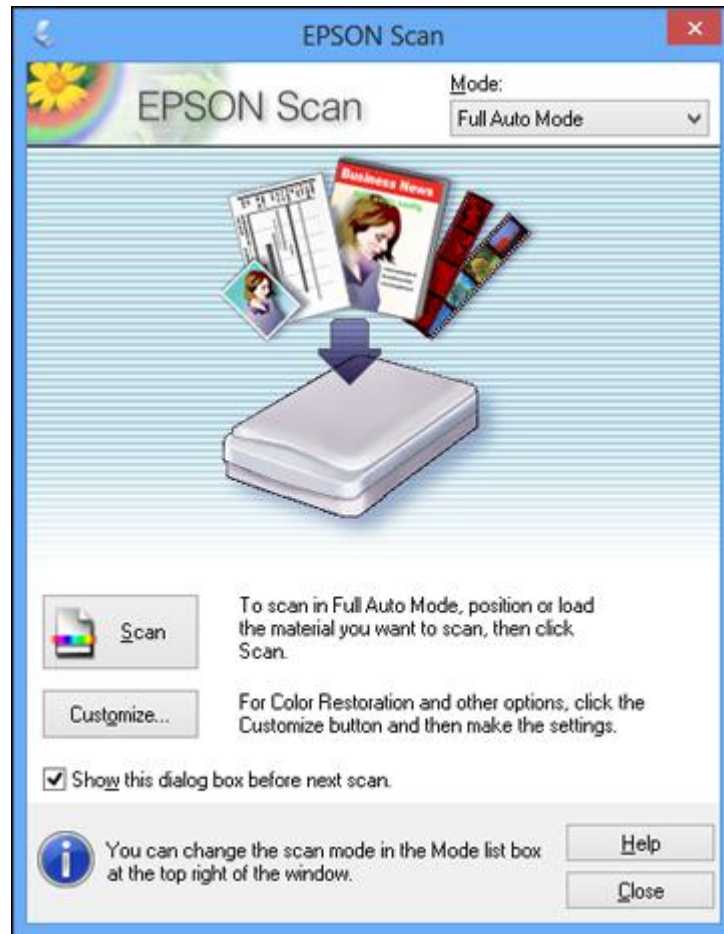 EPSON Scan
EPSON Scan
Mode:
Full Auto Mode
Business News
Scan
To scan in Full Auto Mode, position or load
the material you want to scan, then click
Scan.
Customize...
For Color Restoration and other options, click the
Customize button and then make the settings.
Show this dialog box before next scan.
You can change the scan mode in the Mode list box
at the top right of the window.
Help
Close